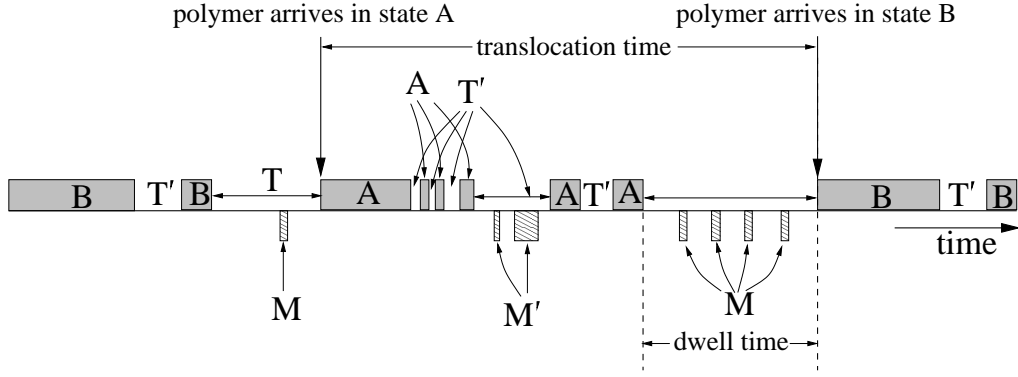 polymer arrives in state A
polymer arrives in state B
translocation time
A
T'
B
T'
B
T
A
A
T'
A
B
T'
B
time
M
M'
M
dwell time